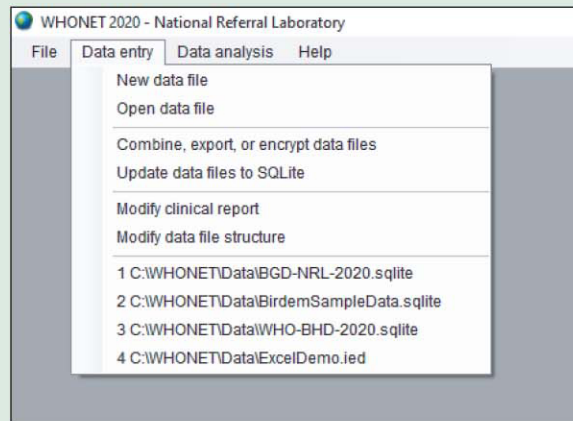 WHONET 2020 - National Referral Laboratory
File Data entry Data analysis Help
New data file
Open data file
Combine, export, or encrypt data files
Update data files to SQLite
Modify clinical report
Modify data file structure
1 C:\WHONET\Data\BGD-NRL-2020.sqlite
2 C:\WHONET\Data\BirdemSampleData.sqlite
3 C:\WHONET\Data\WHO-BHD-2020.sqlite
4 C:\WHONET\Data\ExcelDemo.ied